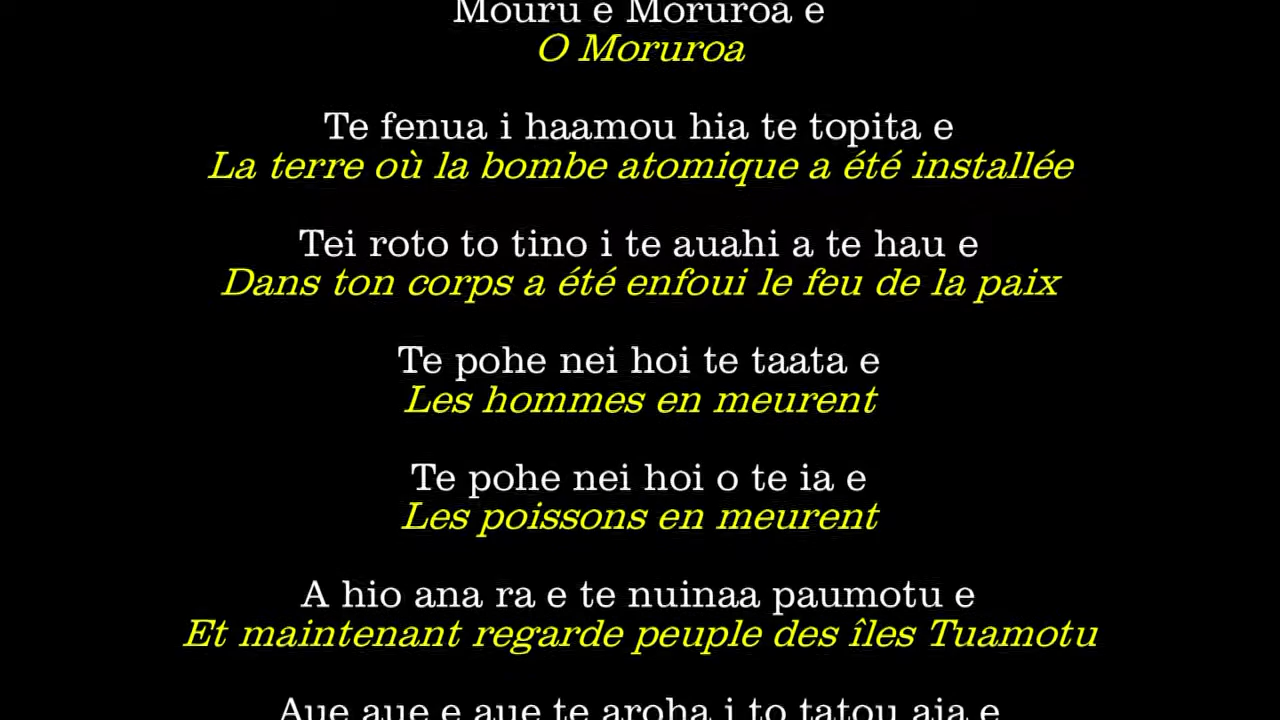 Mouru e Moruroa e
O Moruroa
Te fenua i haamou hia te topita e
La terre où la bombe atomique a été installée
Tei roto to tino i te auahi a te hau e
Dans ton corps a été enfoui le feu de la paix
Te pohe nei hoi te taata e
Les hommes en meurent
Te pohe nei hoi o te ia e
Les poissons en meurent
A hio ana ra e te nuinaa paumotu e
Et maintenant regarde peuple des îles Tuamotu
Aue aue e aue te aroha i to tatou aia e